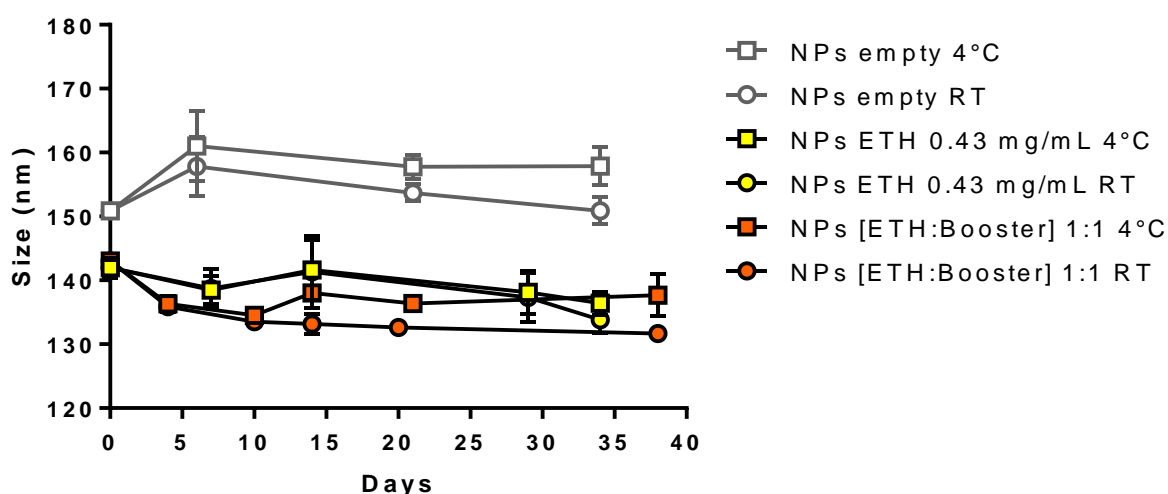 180
170
160
150
140
130
120
Size (nm)
0 5 10 15 20 25 30 35 40
Days
NPs empty 4°C
NPs empty RT
NPs ETH 0.43 mg/mL 4°C
NPs ETH 0.43 mg/mL RT
NPs [ETH:Booster] 1:1 4°C
NPs [ETH:Booster] 1:1 RT